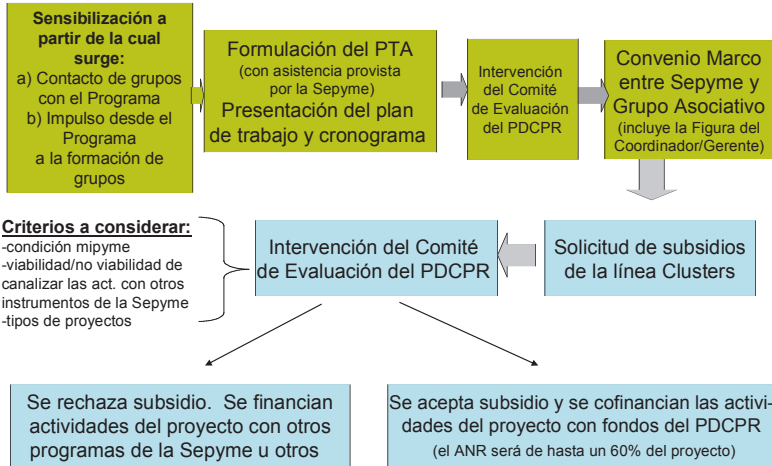 Sensibilización a
partir de la cual
surge:
a) Contacto de grupos
con el Programa
b) Impulso desde el
Programa
a la formación de
grupos
Formulación del PTA
(con asistencia provista
por la Sepyme)
Presentación del plan
de trabajo y cronograma
Intervención
del Comité
de Evaluación
del PDCPR
Convenio Marco
entre Sepyme y
Grupo Asociativo
(incluye la Figura del
Coordinador/Gerente)
Criterios a considerar:
-condición mipyme
-viabilidad/no viabilidad de
canalizar las act. con otros
instrumentos de la Sepyme
-tipos de proyectos
Intervención del Comité
de Evaluación del PDCPR
Solicitud de subsidios
de la línea Clusters
Se rechaza subsidio. Se financian
actividades del proyecto con otros
programas de la Sepyme u otros
Se acepta subsidio y se cofinancian las activi-
dades del proyecto con fondos del PDCPR
(el ANR será de hasta un 60% del proyecto)